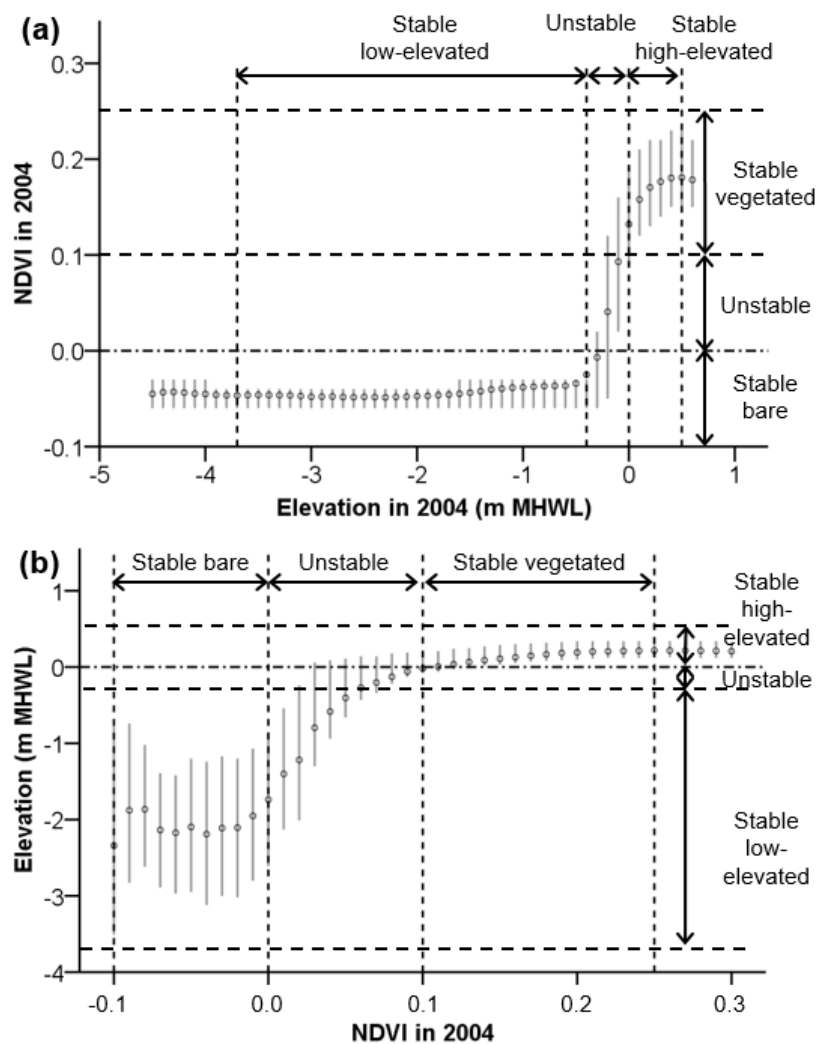 (a)
Stable
low-elevated
Unstable
Stable
high-elevated
0.3
0.2
0.1
0.0
-0.1
NDVI in 2004
Stable
vegetated
Unstable
Stable
bare
-5
-4
-3
-2
-1
0
1
Elevation in 2004 (m MHWL)
(b)
Stable bare
Unstable
Stable vegetated
Stable
high-
elevated
Unstable
Stable
low-
elevated
1
0
-1
-2
-3
-4
Elevation (m MHWL)
-0.1
0.0
0.1
0.2
0.3
NDVI in 2004